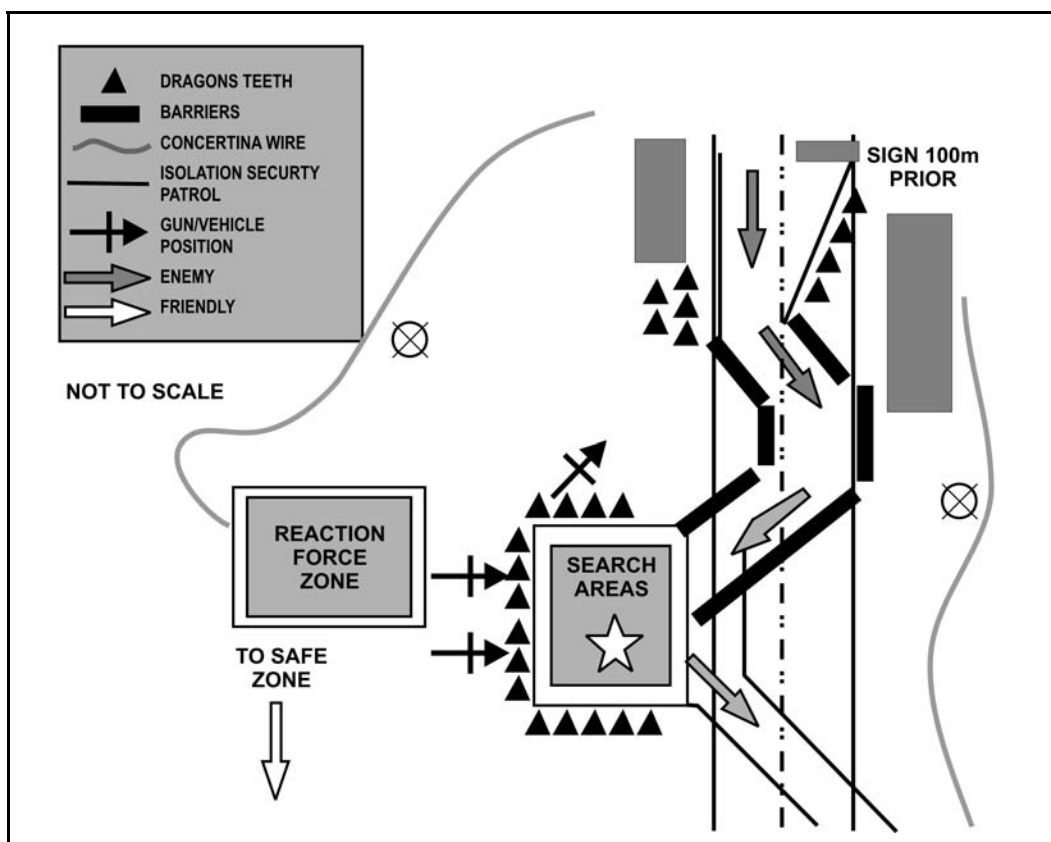 DRAGONS TEETH
BARRIERS
CONCERTINA WIRE
ISOLATION SECURTY
PATROL
GUN/VEHICLE
POSITION
ENEMY
FRIENDLY
NOT TO SCALE
SIGN 100m
PRIOR
REACTION
FORCE
ZONE
SEARCH
AREAS
TO SAFE
ZONE